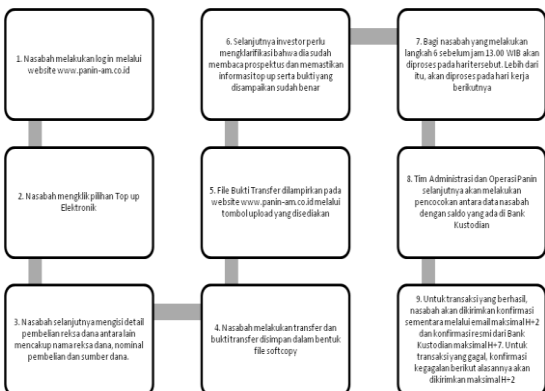 1. Nasabah melakukan login melalui
website www.panin-am.co.id
2. Nasabah mengklik pilihan Top up
Elektronik
3. Nasabah selanjutnya mengisi detail
pembelian reksa dana antara lain
mencakup nama reksa dana, nominal
pembelian dan sumber dana.
4. Nasabah melakukan transfer dan
bukti transfer disimpan dalam bentuk
file softcopy
5. File Bukti Transfer dilampirkan pada
website www.panin-am.co.id melalui
tombol upload yang disediakan
6. Selanjutnya investor perlu
mengklarifikasi bahwa dia sudah
membaca prospektus dan memastikan
informasi top up serta bukti yang
disampaikan sudah benar
7. Bagi nasabah yang melakukan
langkah 6 sebelum jam 13.00 WIB akan
diproses pada hari tersebut. Lebih dari
itu, akan diproses pada hari kerja
berikutnya
8. Tim Administrasi dan Operasi Panin
selanjutnya akan melakukan
pencocokan antara data nasabah
dengan saldo yang ada di Bank
Kustodian
9. Untuk transaksi yang berhasil,
nasabah akan dikirimkan konfirmasi
sementara melalui email maksimal H+2
dan konfirmasi resmi dari Bank
Kustodian maksimal H+7. Untuk
transaksi yang gagal, konfirmasi
kegagalan berikut alasannya akan
dikirimkan maksimal H+2